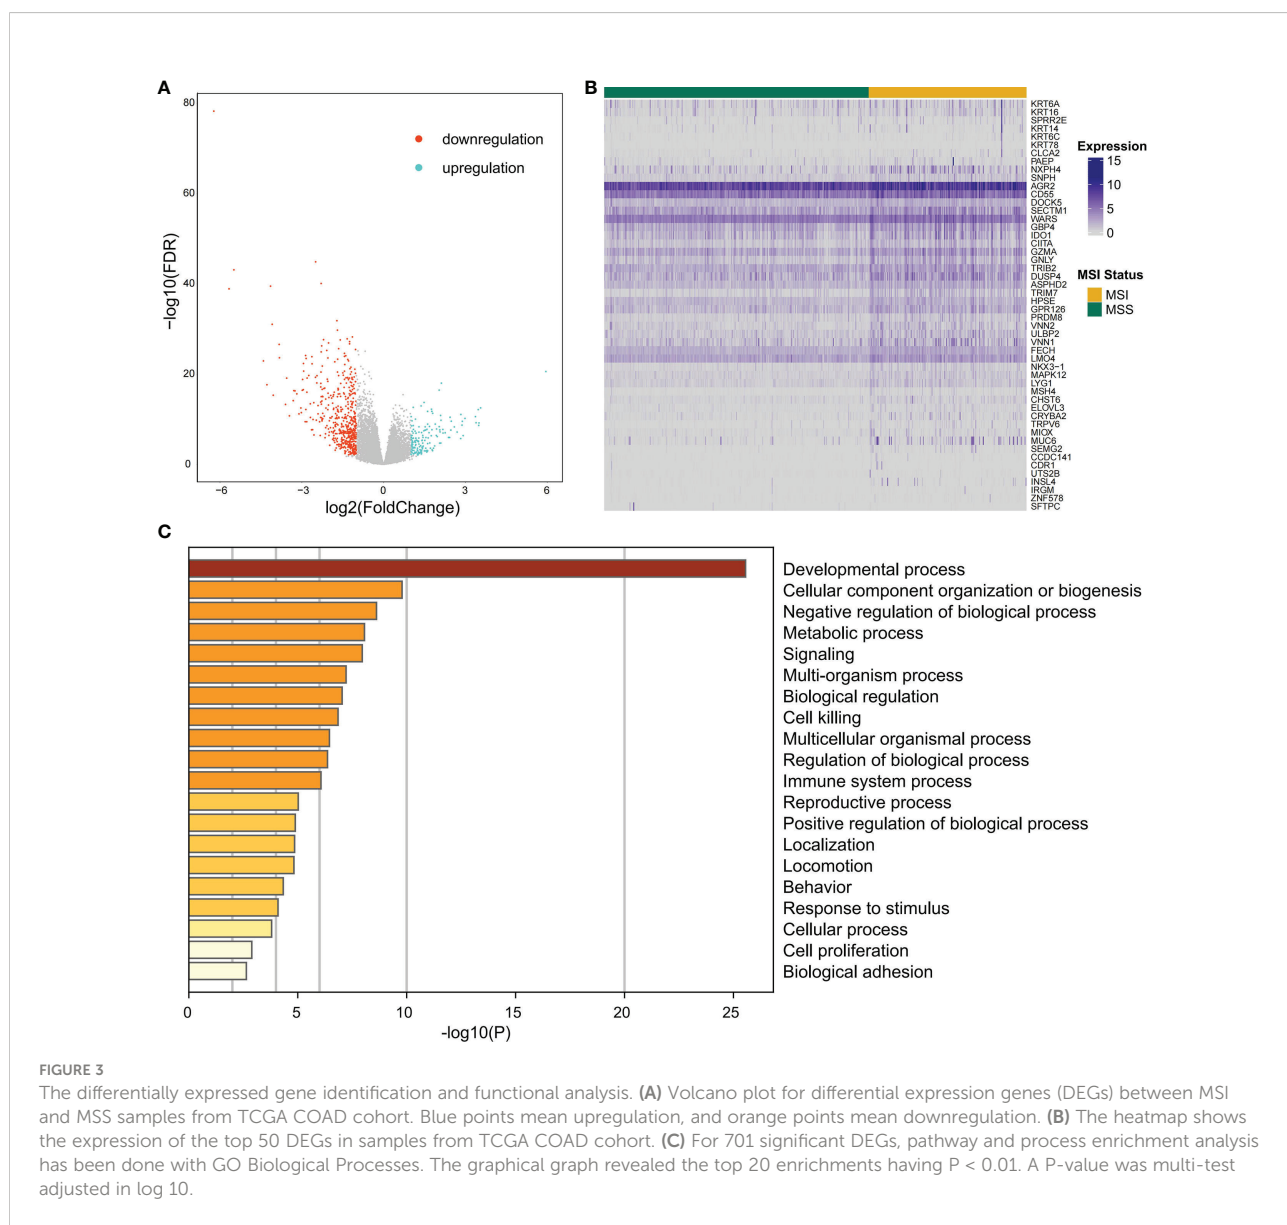 A
80
60
40
20
0
−log10(FDR)
downregulation
upregulation
−6
−3
0
3
6
log2(FoldChange)
B
KRT6A
KRT16
SPRR2E
KRT14
KRT6C
KRT78
CLCA2
PAEP
NXPH4
SNPH
AGR2
CD55
DOCK5
SECTM1
WARS
GBP4
IDO1
CIITA
GZMA
GNLY
TRIB2
DUSP4
ASPHD2
TRIM7
HPSE
GPR126
PRDM8
VNN2
ULBP2
VNN1
FECH
LMO4
NKX3−1
MAPK12
LYG1
MSH4
CHST6
ELOVL3
CRYBA2
TRPV6
MIOX
MUC6
SEMG2
CCDC141
CDR1
UTS2B
INSL4
IRGM
ZNF578
SFTPC
Expression
15
10
5
0
MSI Status
MSI
MSS
C
Developmental process
Cellular component organization or biogenesis
Negative regulation of biological process
Metabolic process
Signaling
Multi-organism process
Biological regulation
Cell killing
Multicellular organismal process
Regulation of biological process
Immune system process
Reproductive process
Positive regulation of biological process
Localization
Locomotion
Behavior
Response to stimulus
Cellular process
Cell proliferation
Biological adhesion
0
5
10
15
20
25
-log10(P)
FIGURE 3
The differentially expressed gene identification and functional analysis. (A) Volcano plot for differential expression genes (DEGs) between MSI
and MSS samples from TCGA COAD cohort. Blue points mean upregulation, and orange points mean downregulation. (B) The heatmap shows
the expression of the top 50 DEGs in samples from TCGA COAD cohort. (C) For 701 significant DEGs, pathway and process enrichment analysis
has been done with GO Biological Processes. The graphical graph revealed the top 20 enrichments having P < 0.01. A P-value was multi-test
adjusted in log 10.